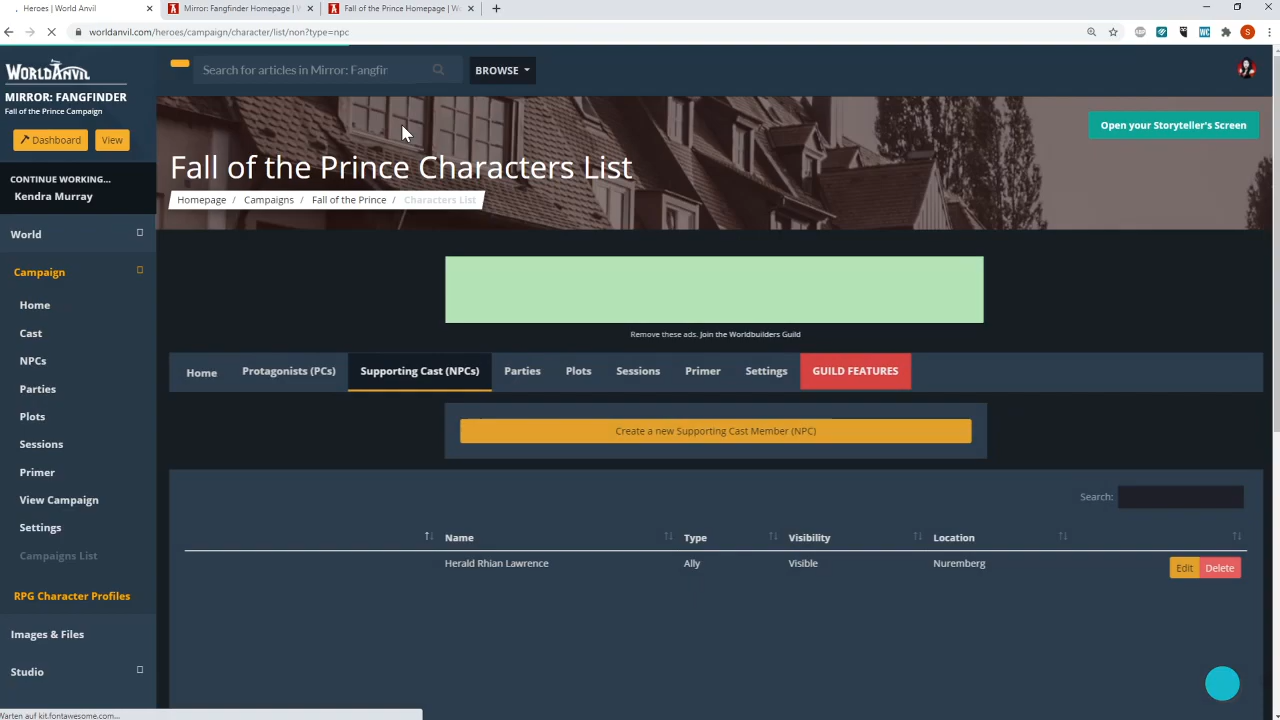 Heroes | World Anvil
Mirror: Fangfinder Homepage | W
Fall of the Prince Homepage | Wo
worldanvil.com/heroes/campaign/character/list/non?type=npc
WORLDANVIL
MIRROR: FANGFINDER
Fall of the Prince Campaign
Dashboard
View
Search for articles in Mirror: Fangfir
BROWSE
Open your Storyteller's Screen
CONTINUE WORKING...
Kendra Murray
Fall of the Prince Characters List
Homepage / Campaigns / Fall of the Prince / Characters List
World
Campaign
Home
Cast
NPCs
Parties
Plots
Sessions
Primer
View Campaign
Settings
Campaigns List
RPG Character Profiles
Images & Files
Studio
Remove these ads. Join the Worldbuilders Guild
Home
Protagonists (PCs)
Supporting Cast (NPCs)
Parties
Plots
Sessions
Primer
Settings
GUILD FEATURES
Create a new Supporting Cast Member (NPC)
Search:
Name Type Visibility Location
Herald Rhian Lawrence Ally Visible Nuremberg Edit Delete
Warten auf kit.fontawesome.com...